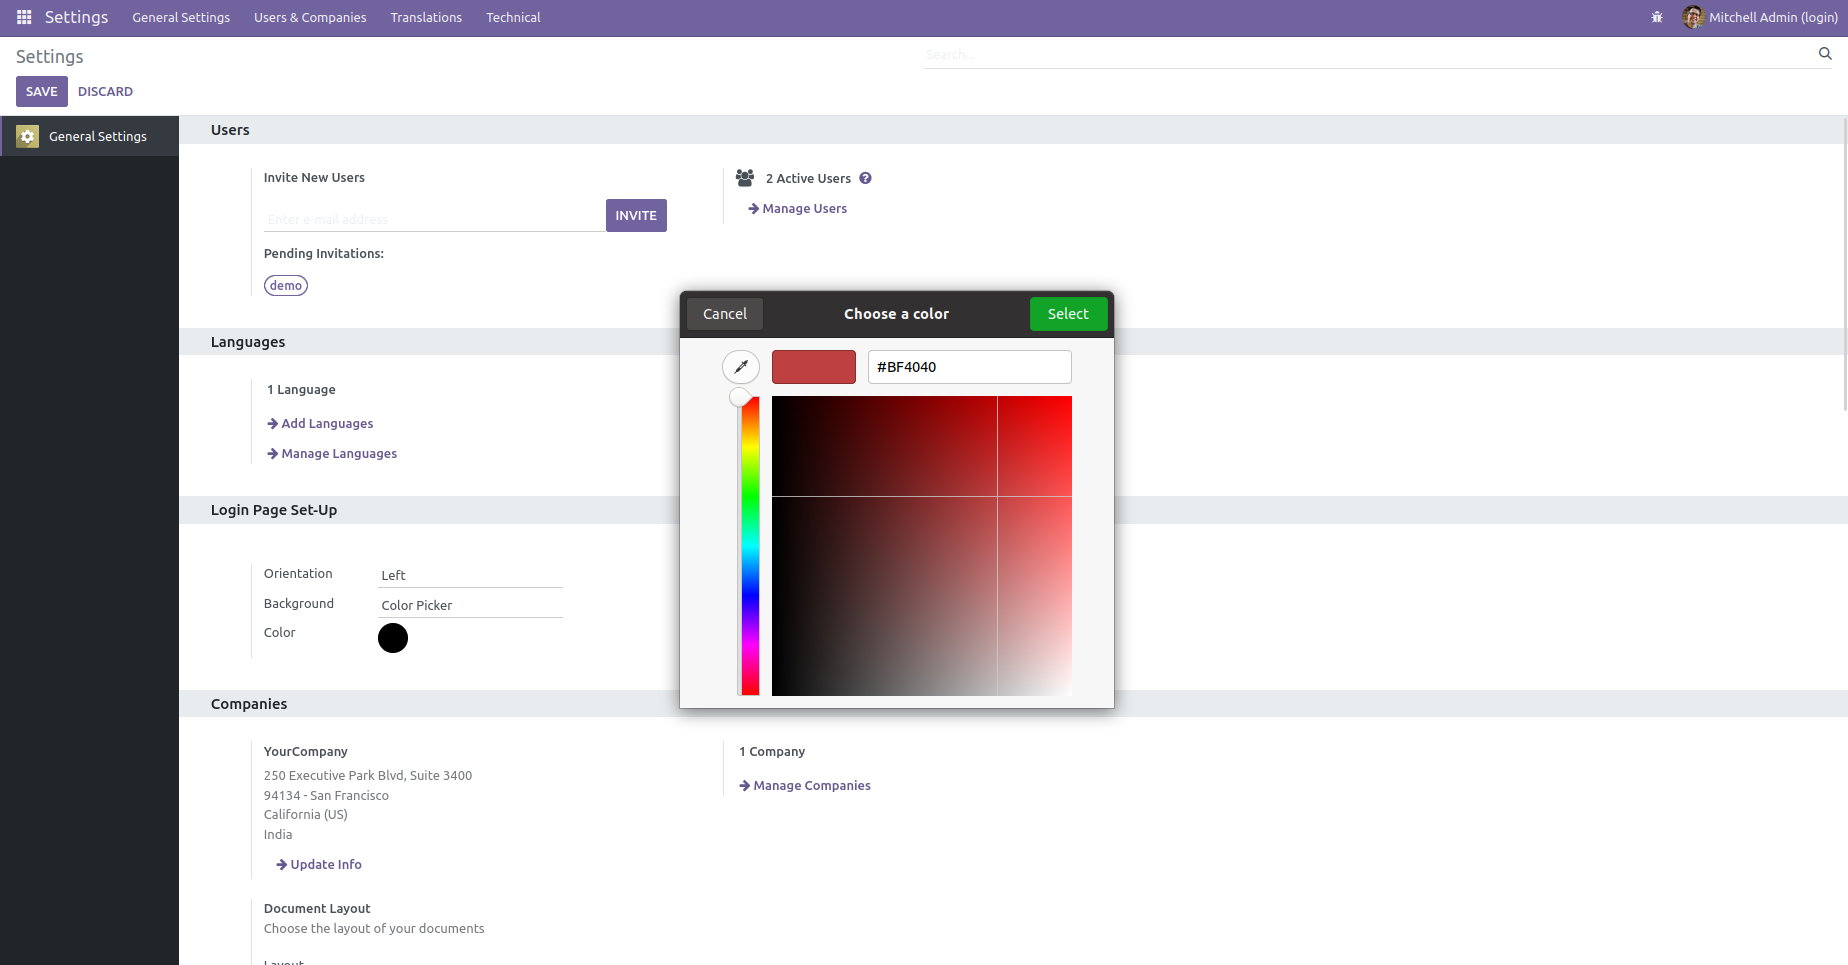 Settings General Settings Users & Companies Translations Technical Mitchell Admin (login)
Settings
Search...
SAVE DISCARD
General Settings
Users
Invite New Users
2 Active Users
Enter e-mail address
INVITE
Manage Users
Pending Invitations:
demo
Languages
1 Language
Add Languages
Manage Languages
Login Page Set-Up
Orientation Left
Background Color Picker
Color
Cancel Choose a color Select
#BF4040
Companies
YourCompany
250 Executive Park Blvd, Suite 3400
94134 - San Francisco
California (US)
India
Update Info
1 Company
Manage Companies
Document Layout
Choose the layout of your documents
Layout